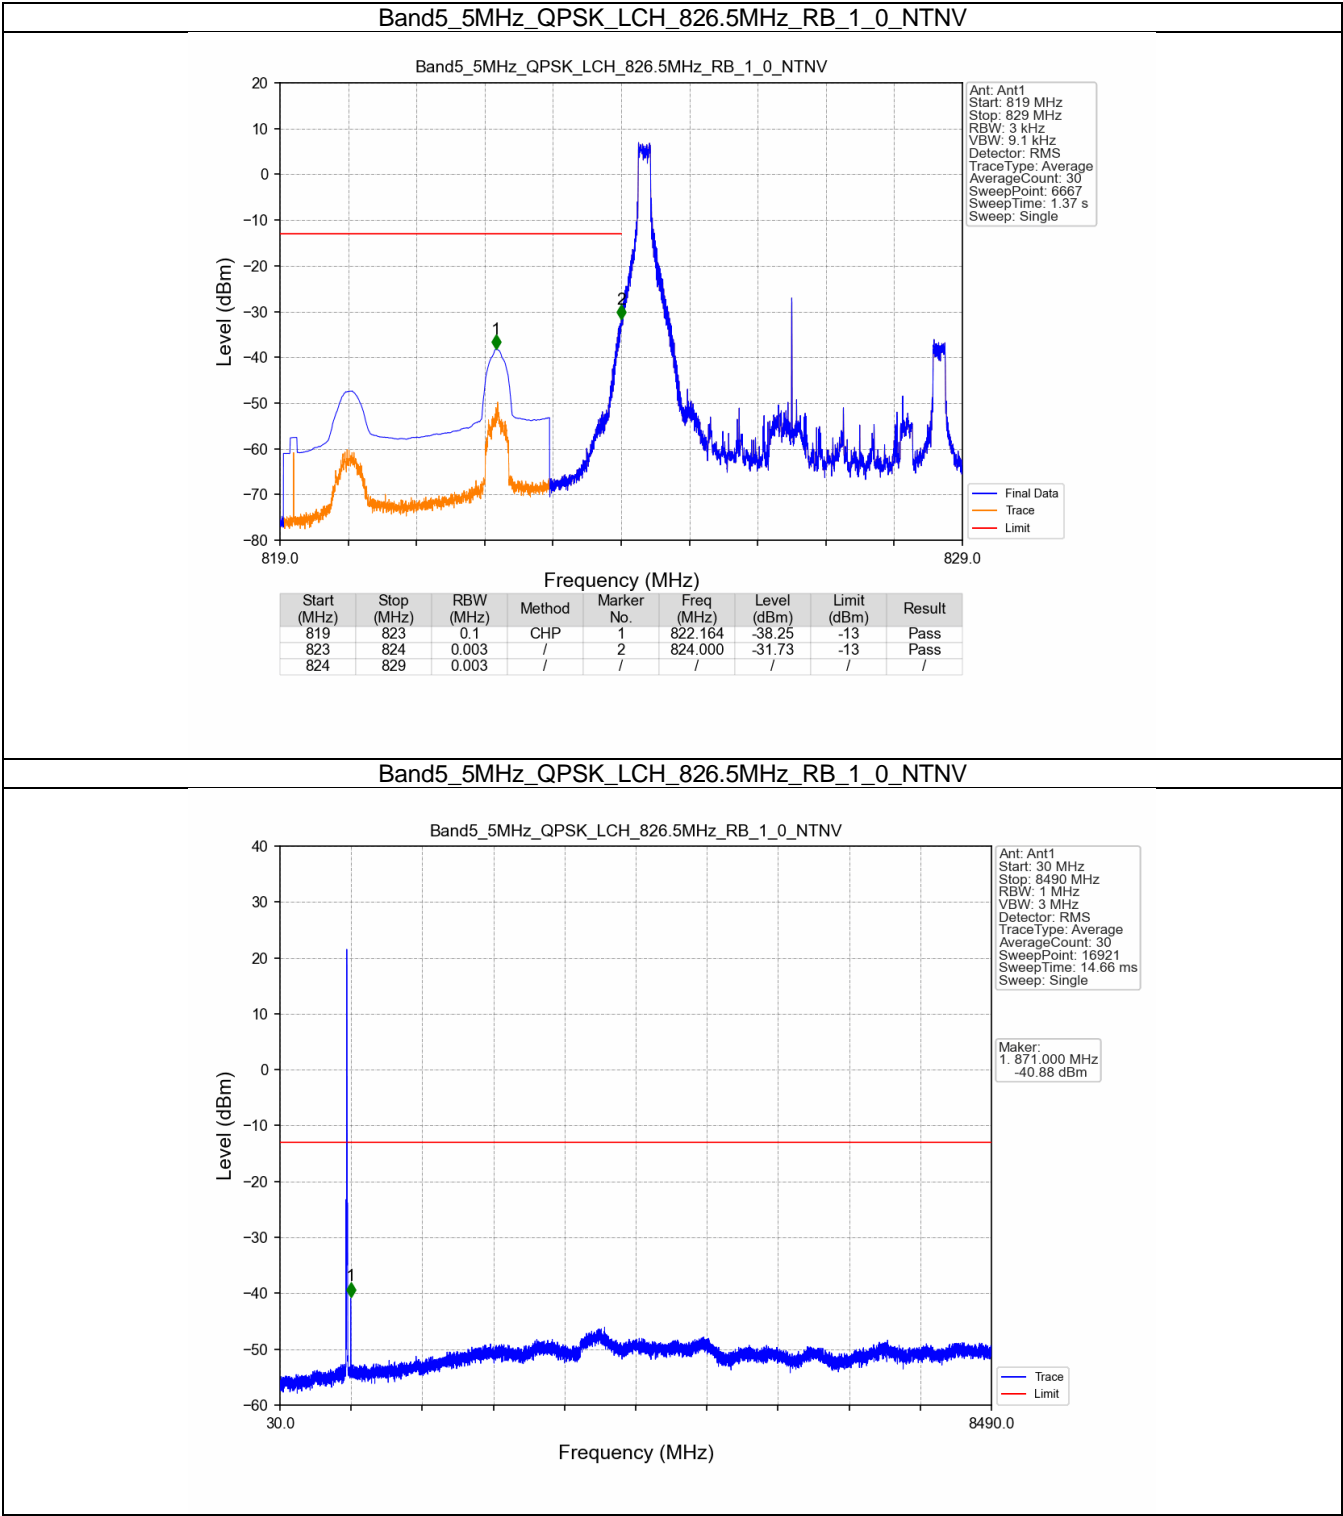 Band5_5MHz_QPSK_LCH_826.5MHz_RB_1_0_NTNV
Band5_5MHz_QPSK_LCH_826.5MHz_RB_1_0_NTNV
20
10
0
−10
−20
−30
−40
−50
−60
−70
−80
Level (dBm)
1
2
819.0
829.0
Frequency (MHz)
Ant: Ant1
Start: 819 MHz
Stop: 829 MHz
RBW: 3 kHz
VBW: 9.1 kHz
Detector: RMS
TraceType: Average
AverageCount: 30
SweepPoint: 6667
SweepTime: 1.37 s
Sweep: Single
Final Data
Trace
Limit
Start (MHz) Stop (MHz) RBW (MHz) Method Marker No. Freq (MHz) Level (dBm) Limit (dBm) Result
819 823 0.1 CHP 1 822.164 -38.25 -13 Pass
823 824 0.003 / 2 824.000 -31.73 -13 Pass
824 829 0.003 / / / / / /
Band5_5MHz_QPSK_LCH_826.5MHz_RB_1_0_NTNV
Band5_5MHz_QPSK_LCH_826.5MHz_RB_1_0_NTNV
40
30
20
10
0
−10
−20
−30
−40
−50
−60
Level (dBm)
1
30.0
8490.0
Frequency (MHz)
Ant: Ant1
Start: 30 MHz
Stop: 8490 MHz
RBW: 1 MHz
VBW: 3 MHz
Detector: RMS
TraceType: Average
AverageCount: 30
SweepPoint: 16921
SweepTime: 14.66 ms
Sweep: Single
Maker:
1. 871.000 MHz
-40.88 dBm
Trace
Limit